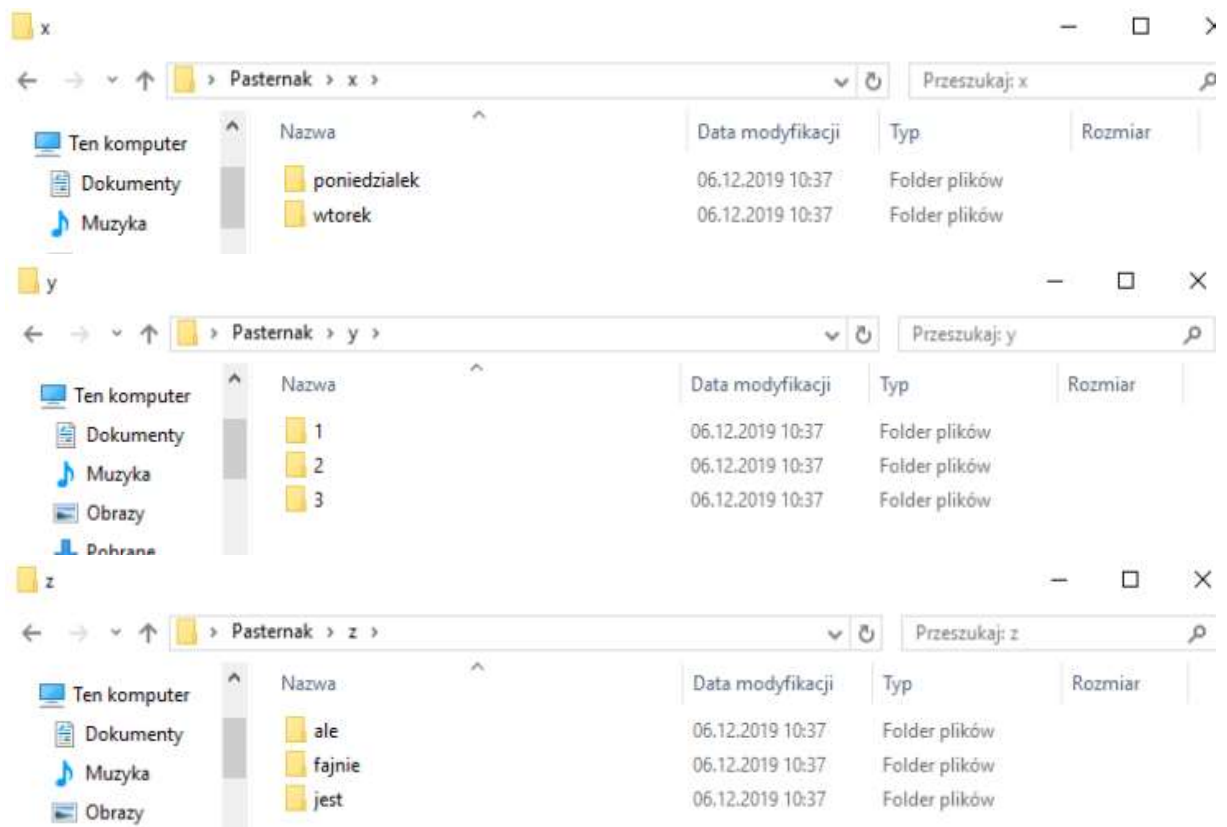 x
Pasternak > x >
Przeszukaj: x
Ten komputer
Nazwa Data modyfikacji Typ Rozmiar
Dokumenty
poniedzialek 06.12.2019 10:37 Folder plików
Muzyka
wtorek 06.12.2019 10:37 Folder plików
y
Pasternak > y >
Przeszukaj: y
Ten komputer
Nazwa Data modyfikacji Typ Rozmiar
Dokumenty
1 06.12.2019 10:37 Folder plików
Muzyka
2 06.12.2019 10:37 Folder plików
Obrazy
3 06.12.2019 10:37 Folder plików
Pobrane
z
Pasternak > z >
Przeszukaj: z
Ten komputer
Nazwa Data modyfikacji Typ Rozmiar
Dokumenty
ale 06.12.2019 10:37 Folder plików
Muzyka
fajnie 06.12.2019 10:37 Folder plików
Obrazy
jest 06.12.2019 10:37 Folder plików